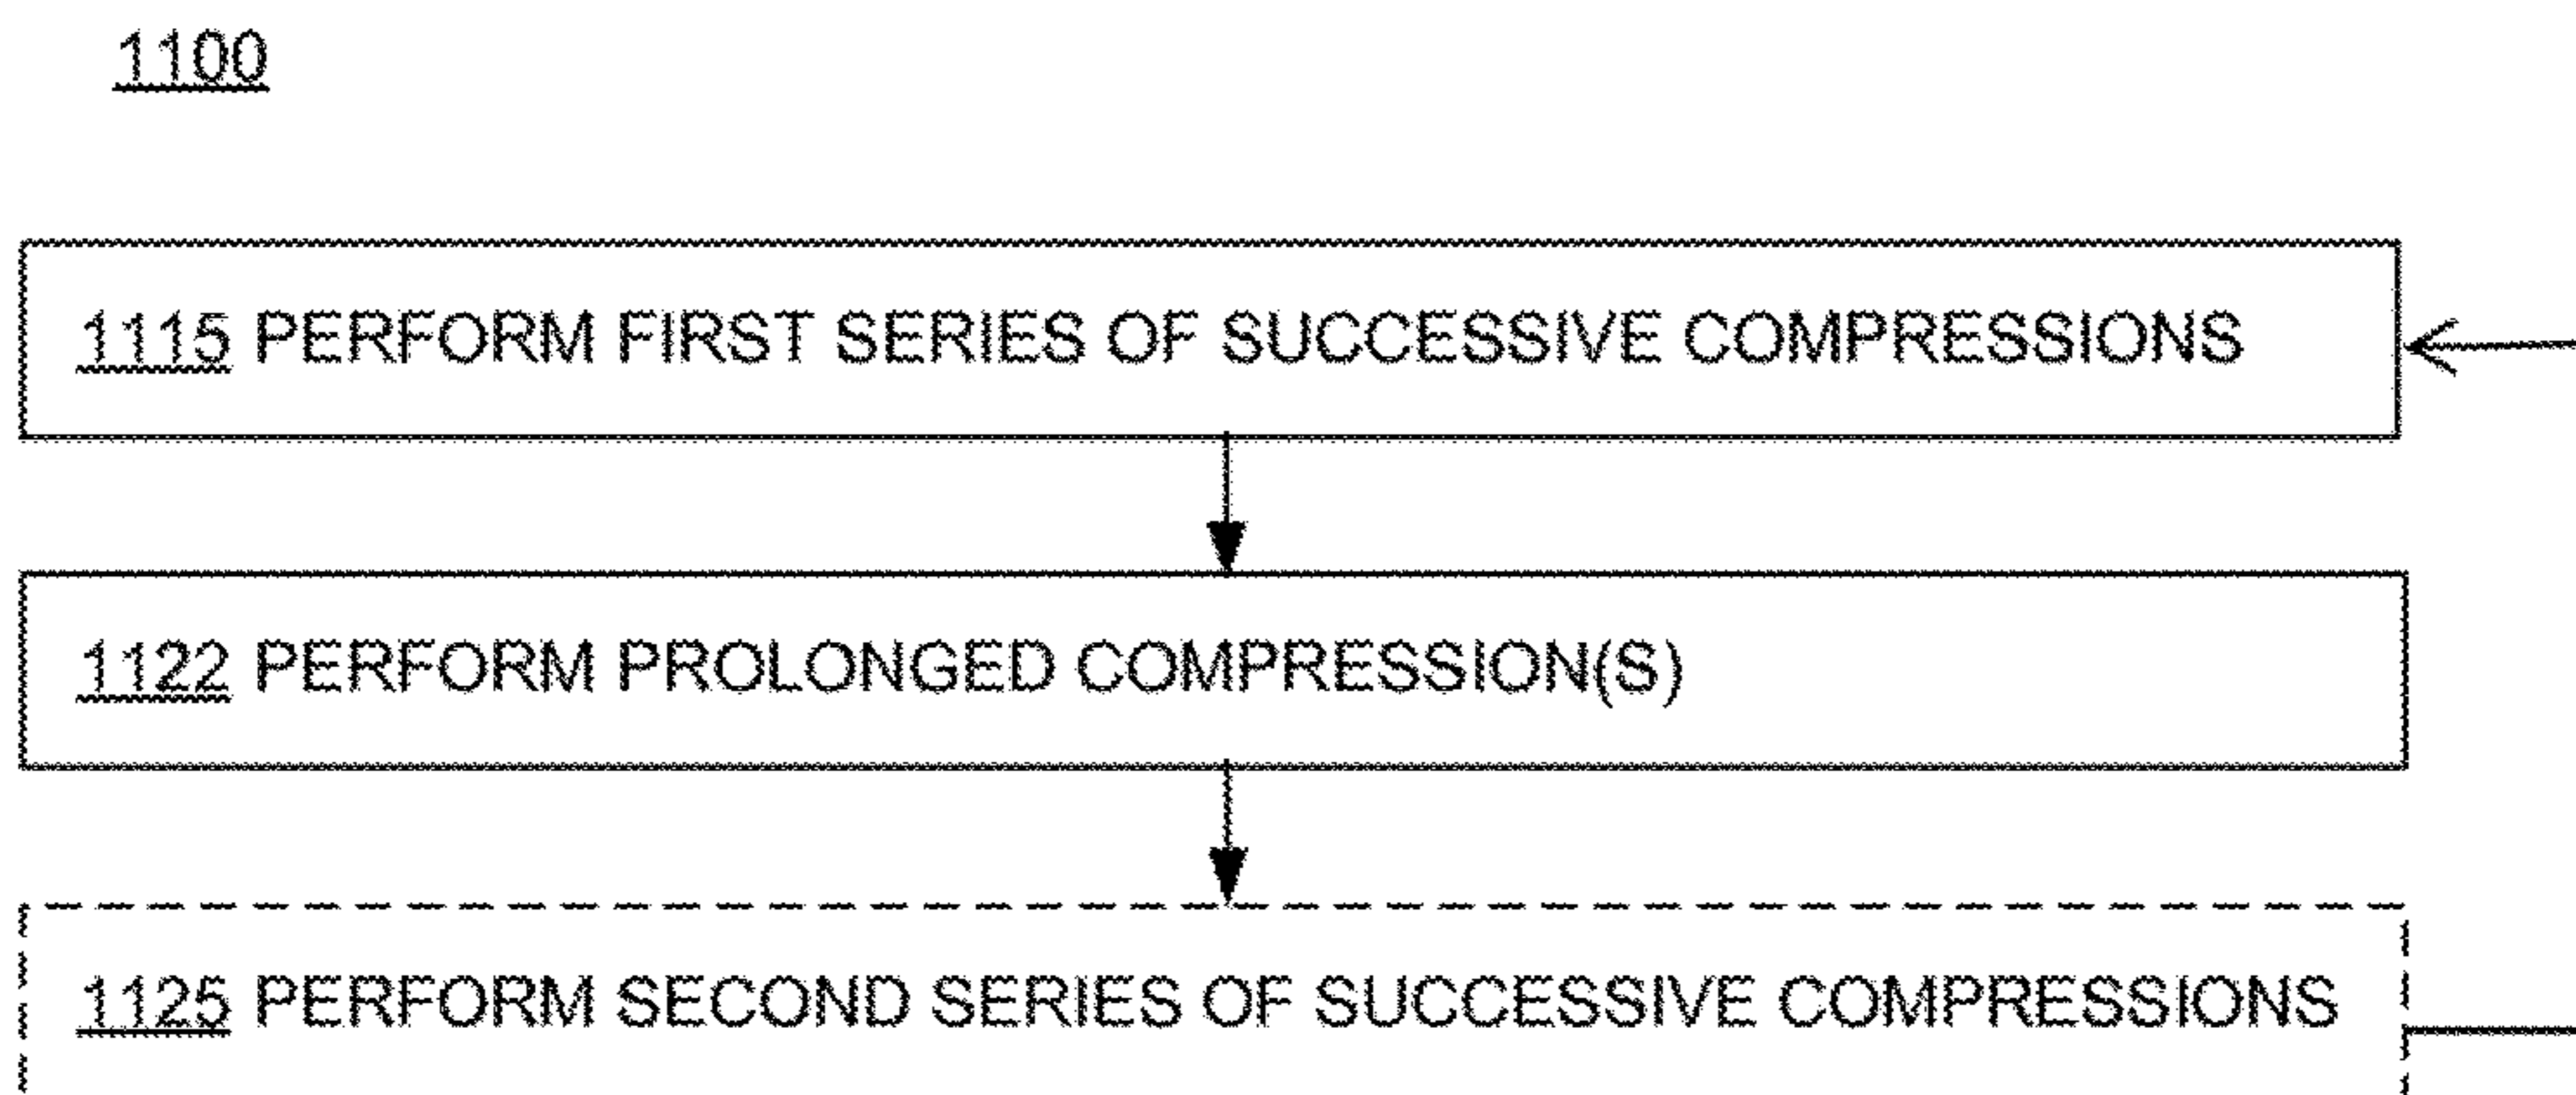 1100
1115 PERFORM FIRST SERIES OF SUCCESSIVE COMPRESSIONS
1122 PERFORM PROLONGED COMPRESSION(S)
1125 PERFORM SECOND SERIES OF SUCCESSIVE COMPRESSIONS